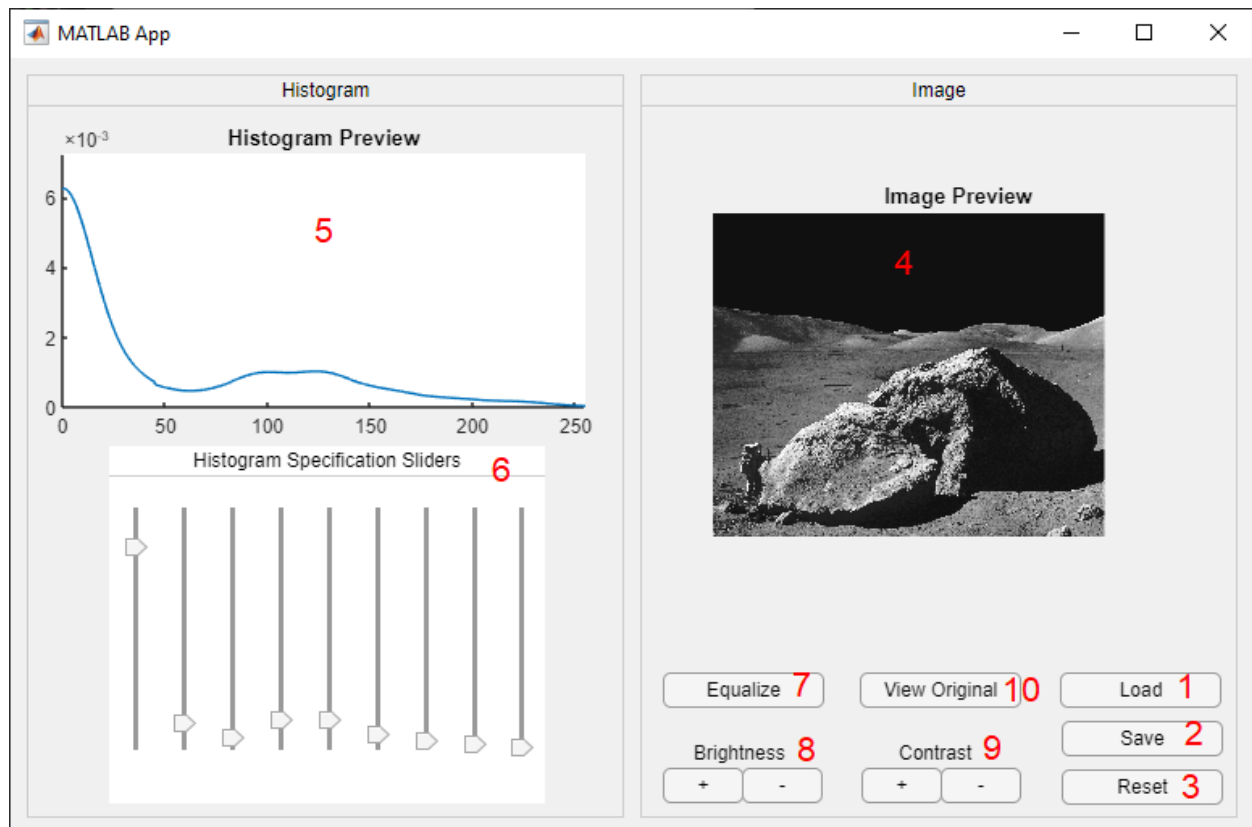 MATLAB App
Histogram
×10-3
Histogram Preview
6
4
2
0
0 50 100 150 200 250
5
Histogram Specification Sliders 6
Image
Image Preview
4
Equalize 7 View Original 10 Load 1
Save 2
Brightness 8 Contrast 9
+ - + - Reset 3